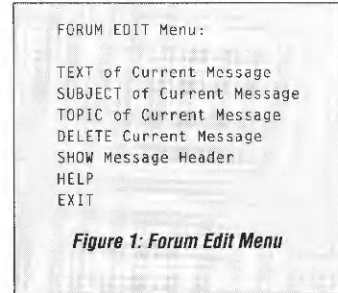 FORUM EDIT Menu:
TEXT of Current Message
SUBJECT of Current Message
TOPIC of Current Message
DELETE Current Message
SHOW Message Header
HELP
EXIT
Figure 1: Forum Edit Menu